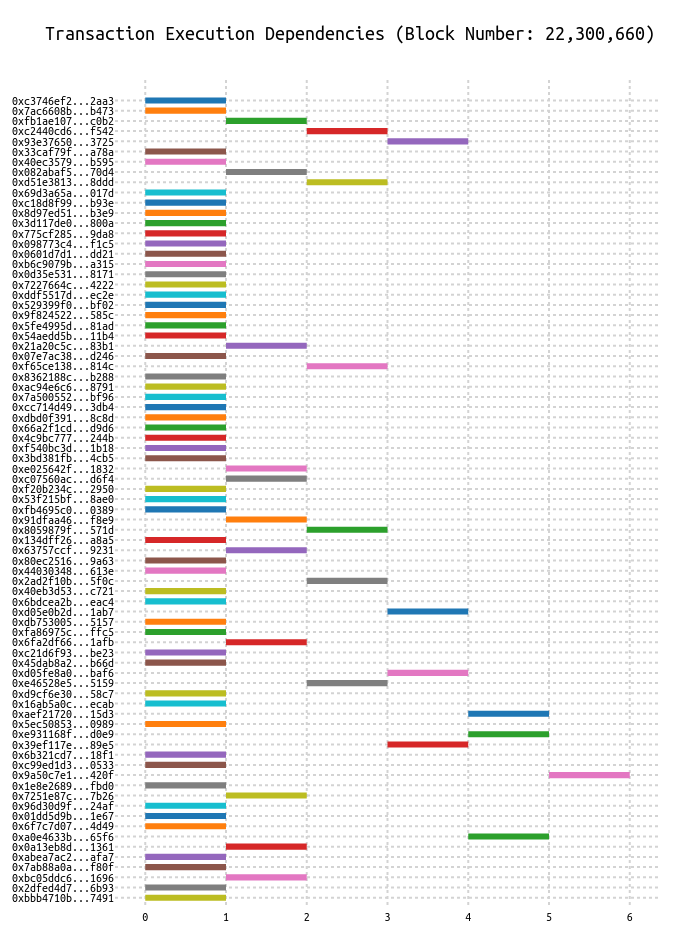 Transaction Execution Dependencies (Block Number: 22,300,660)
0xc3746ef2...2aa3
0x7ac6608b...b473
0xfb1ae107...c0b2
0xc2440cd6...f542
0x93e37650...3725
0x33caf79f...a78a
0x40ec3579...b595
0x082abaf5...70d4
0xd51e3813...8ddd
0x69d3a65a...017d
0xc18d8f99...b93e
0x8d97ed51...b3e9
0x3d117de0...800a
0x775cf285...9da8
0x098773c4...f1c5
0x0601d7d1...dd21
0xb6c9079b...a315
0x0d35e531...8171
0x7227664c...4222
0xddf5517d...ec2e
0x529399f0...bf02
0x9f824522...585c
0x5fe4995d...81ad
0x54aedd5b...11b4
0x21a20c5c...83b1
0x07e7ac38...d246
0xf65ce138...814c
0x8362188c...b288
0xac94e6c6...8791
0x7a500552...bf96
0xcc714d49...3db4
0xdbd0f391...8c8d
0x66a2f1cd...d9d6
0x4c9bc777...244b
0xf540bc3d...1b18
0x3bd381fb...4cb5
0xe025642f...1832
0xc07560ac...d6f4
0xf20b234c...2950
0x53f215bf...8ae0
0xfb4695c0...0389
0x91dfaa46...f8e9
0x8059879f...571d
0x134dff26...a8a5
0x63757ccf...9231
0x80ec2516...9a63
0x44030348...613e
0x2ad2f10b...5f0c
0x40eb3d53...c721
0x6bdcea2b...eac4
0xd05e0b2d...1ab7
0xdb753005...5157
0xfa86975c...ffc5
0x6fa2df66...1afb
0xc21d6f93...be23
0x45dab8a2...b66d
0xd05fe8a0...baf6
0xe46528e5...5159
0xd9cf6e30...58c7
0x16ab5a0c...ecab
0xaef21720...15d3
0x5ec50853...0989
0xe931168f...d0e9
0x39ef117e...89e5
0x6b321cd7...18f1
0xc99ed1d3...0533
0x9a50c7e1...420f
0x1e8e2689...fbd0
0x7251e87c...7b26
0x96d30d9f...24af
0x01dd5d9b...1e67
0x6f7c7d07...4d49
0xa0e4633b...65f6
0x0a13eb8d...1361
0xabea7ac2...afa7
0x7ab88a0a...f80f
0xbc05ddc6...1696
0x2dfed4d7...6b93
0xbbb4710b...7491
0 1 2 3 4 5 6